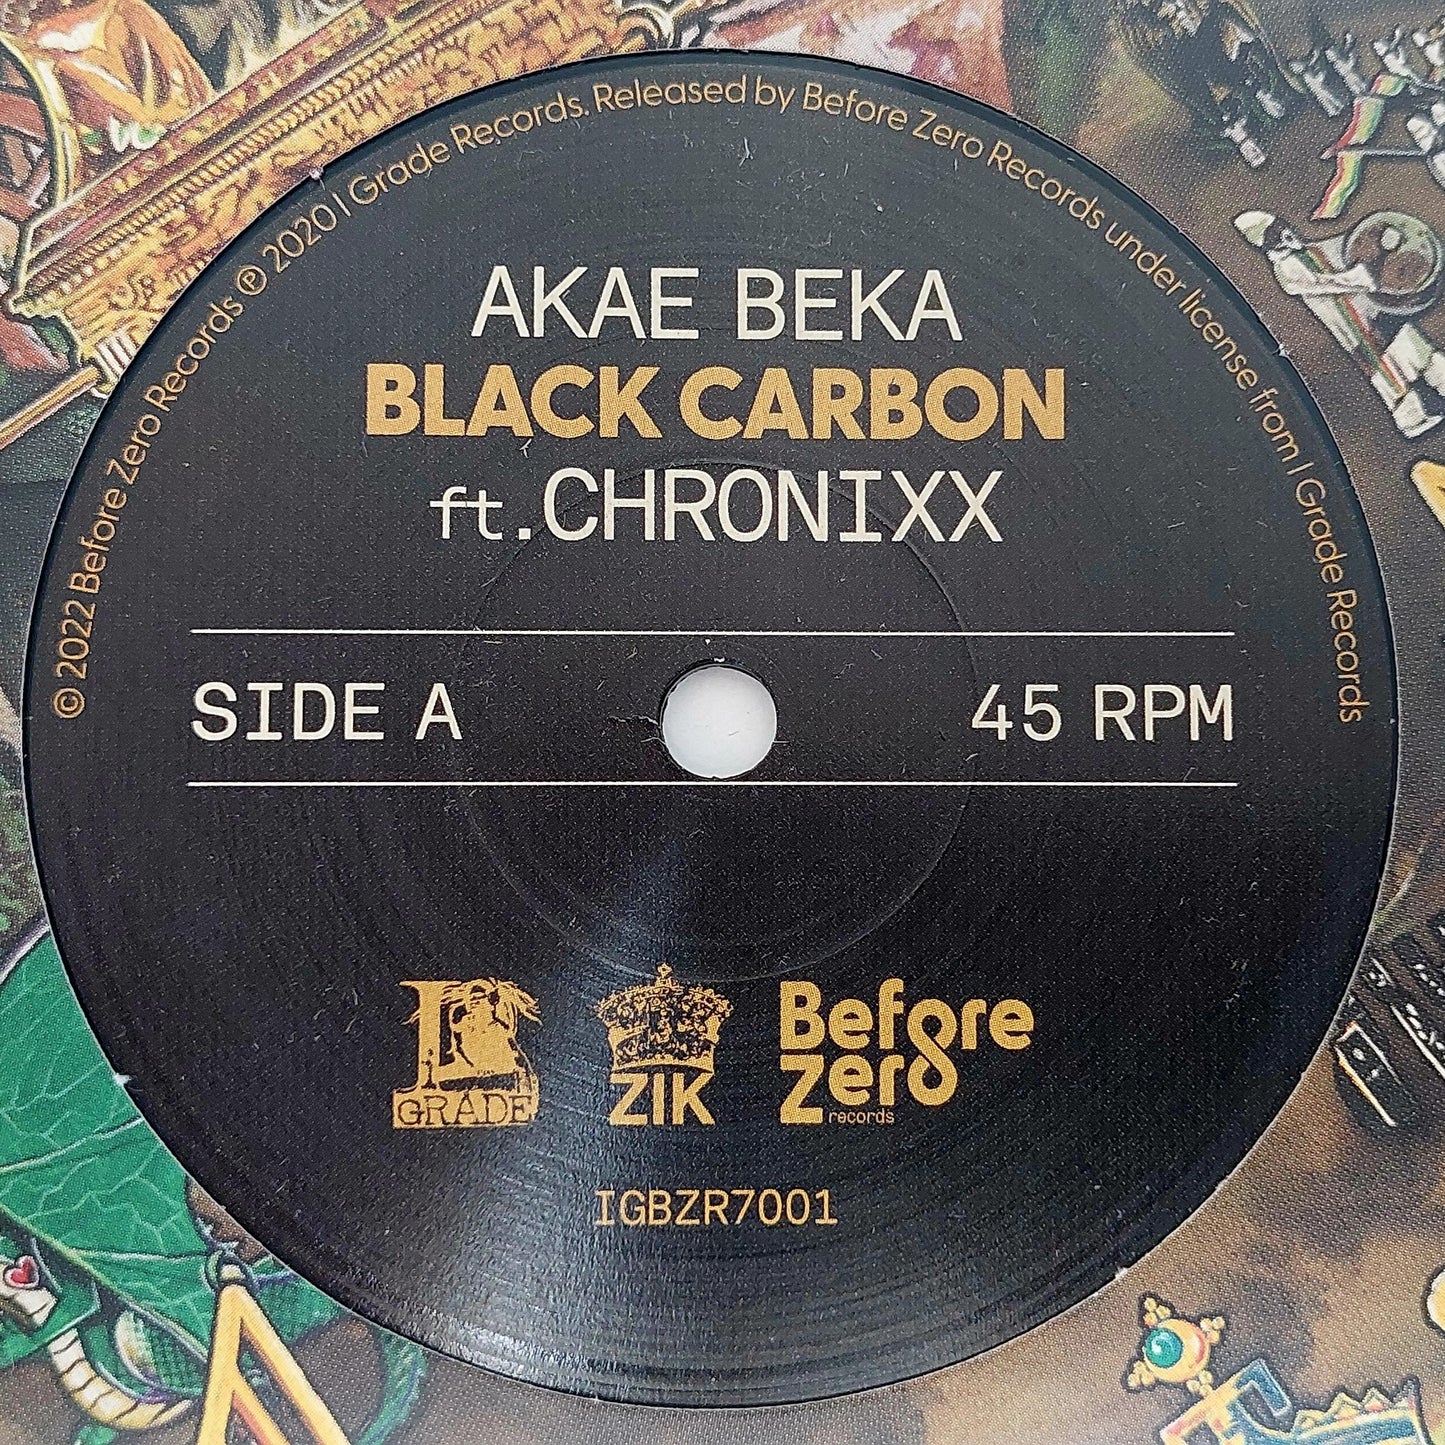 © 2022 Before Zero Records ℗ 2020 I Grade Records. Released by Before Zero Records under license from I Grade Records
AKAE BEKA
BLACK CARBON
ft.CHRONIXX
SIDE A 45 RPM
I GRADE
ZIK
Before
Zero
records
IGBZR7001